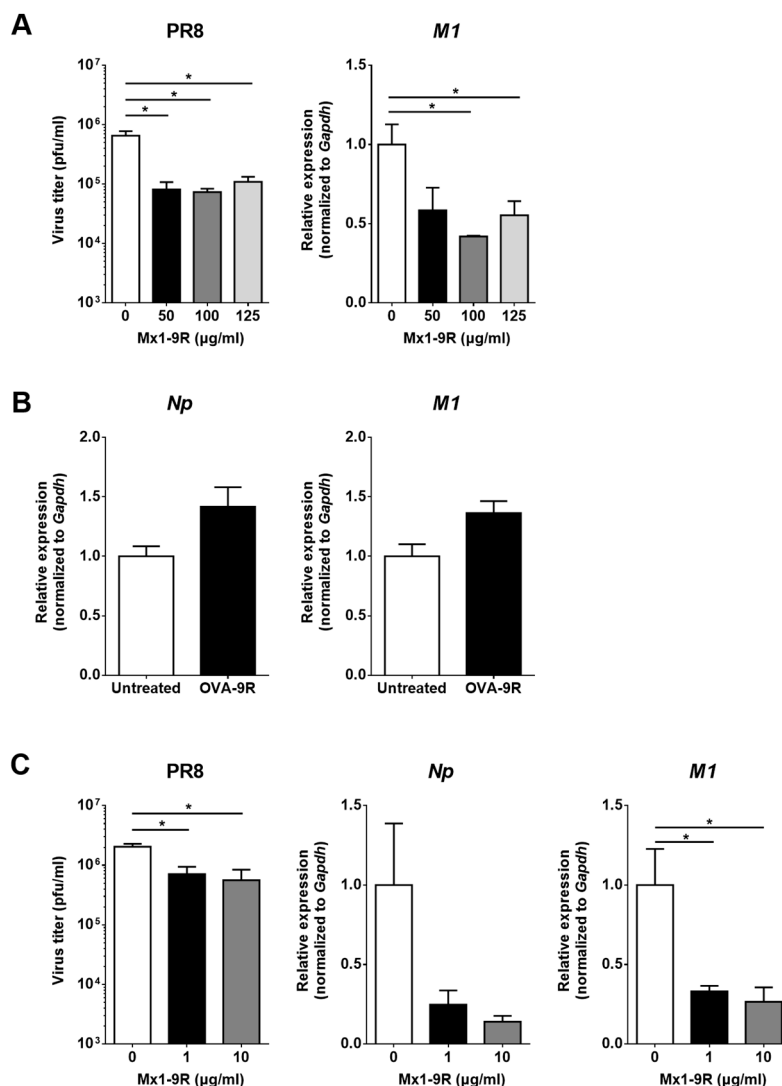 A
PR8
M1
Virus titer (pfu/ml)
10⁷
10⁶
10⁵
10⁴
10³
*
*
*
0 50 100 125
Mx1-9R (μg/ml)
Relative expression
(normalized to Gapdh)
1.5
1.0
0.5
0.0
*
*
0 50 100 125
Mx1-9R (μg/ml)
B
Np
M1
Relative expression
(normalized to Gapdh)
2.0
1.5
1.0
0.5
0.0
Untreated OVA-9R
Relative expression
(normalized to Gapdh)
2.0
1.5
1.0
0.5
0.0
Untreated OVA-9R
C
PR8
Np
M1
Virus titer (pfu/ml)
10⁷
10⁶
10⁵
10⁴
10³
*
*
0 1 10
Mx1-9R (μg/ml)
Relative expression
(normalized to Gapdh)
1.5
1.0
0.5
0.0
0 1 10
Mx1-9R (μg/ml)
Relative expression
(normalized to Gapdh)
1.5
1.0
0.5
0.0
*
*
0 1 10
Mx1-9R (μg/ml)